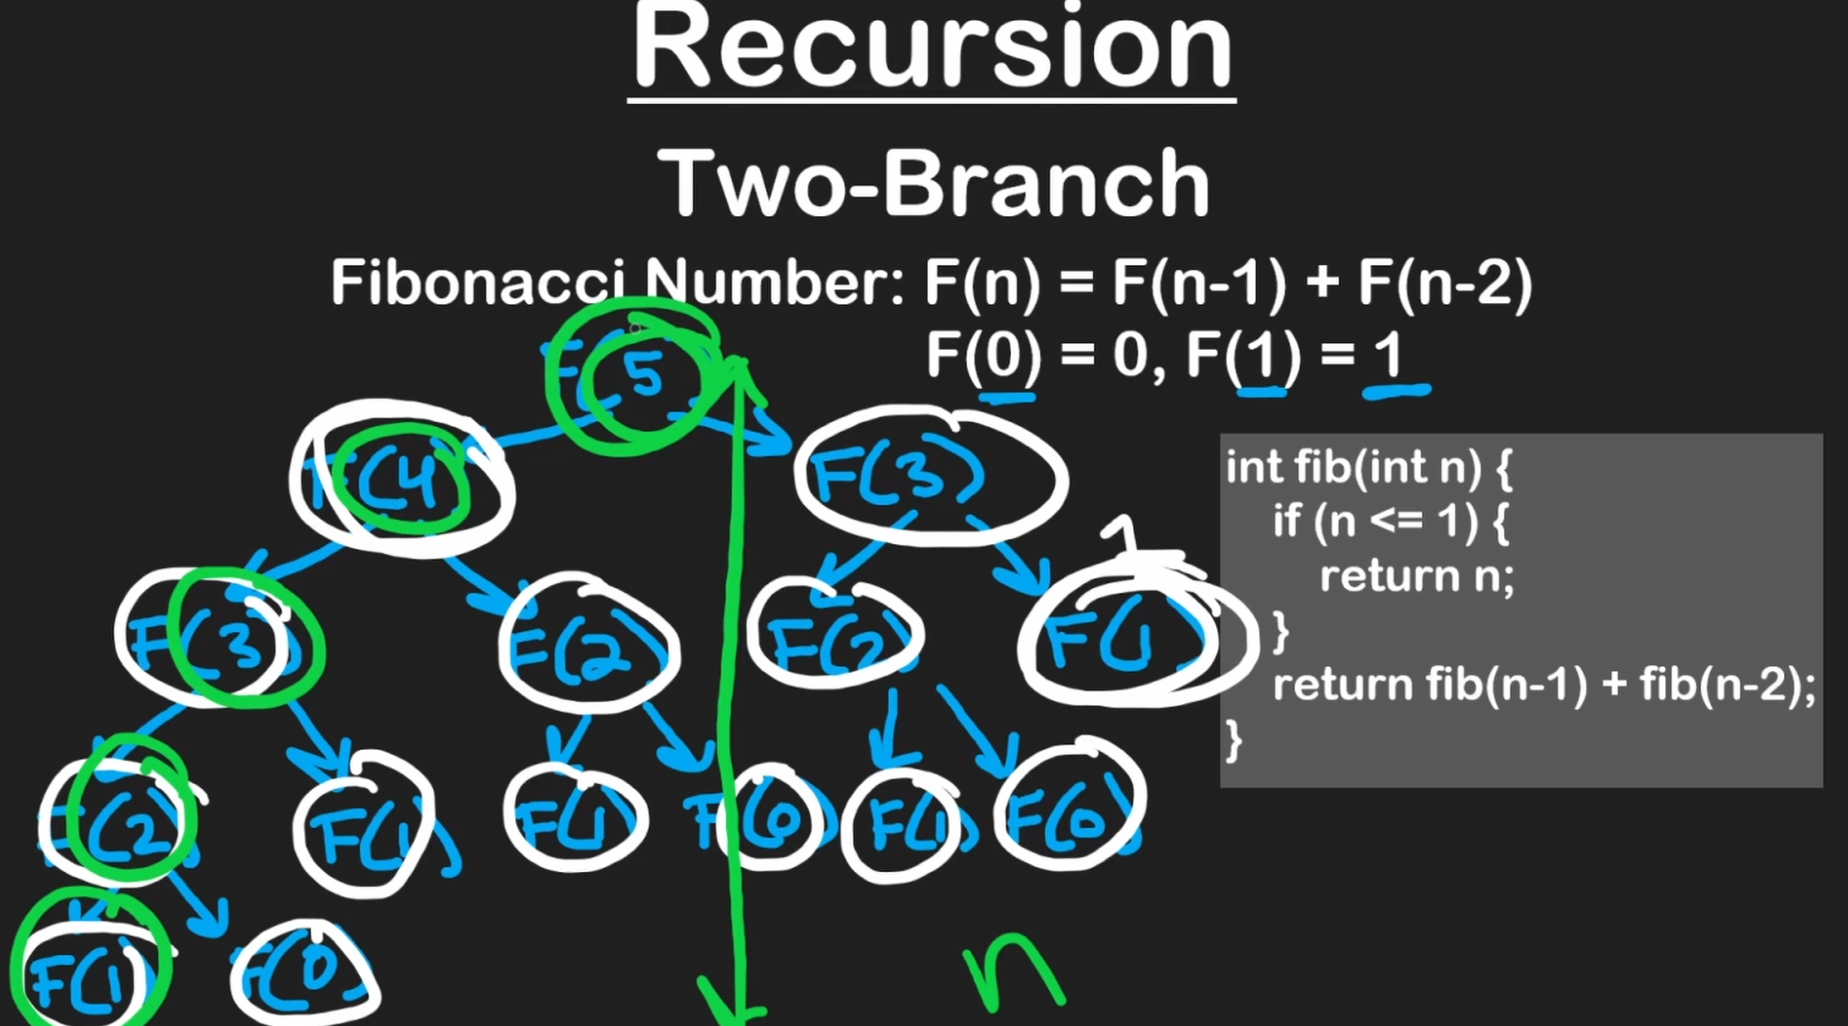 Recursion
Two-Branch
Fibonacci Number: F(n) = F(n-1) + F(n-2)
F(0) = 0, F(1) = 1
F(5
F(4
F(3)
1
F(3)
F(2)
F(2)
F(1)
F(2)
F(1)
F(1)
F(0)
F(1)
F(0)
F(1)
F(0)
n
int fib(int n) {
if (n <= 1) {
return n;
}
return fib(n-1) + fib(n-2);
}